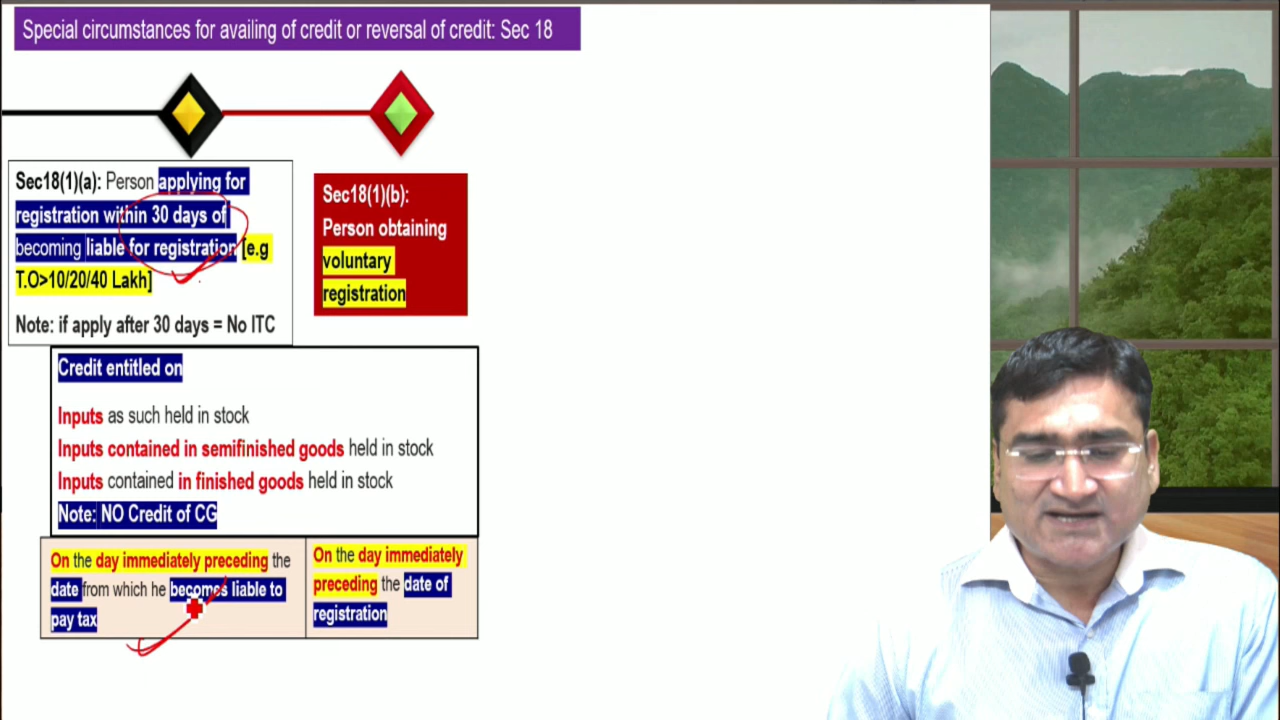 Special circumstances for availing of credit or reversal of credit: Sec 18
Sec18(1)(a): Person applying for
registration within 30 days of
becoming liable for registration [e.g
T.O>10/20/40 Lakh]
Note: if apply after 30 days = No ITC
Sec18(1)(b):
Person obtaining
voluntary
registration
Credit entitled on
Inputs as such held in stock
Inputs contained in semifinished goods held in stock
Inputs contained in finished goods held in stock
Note: NO Credit of CG
On the day immediately preceding the
date from which he becomes liable to
pay tax
On the day immediately
preceding the date of
registration